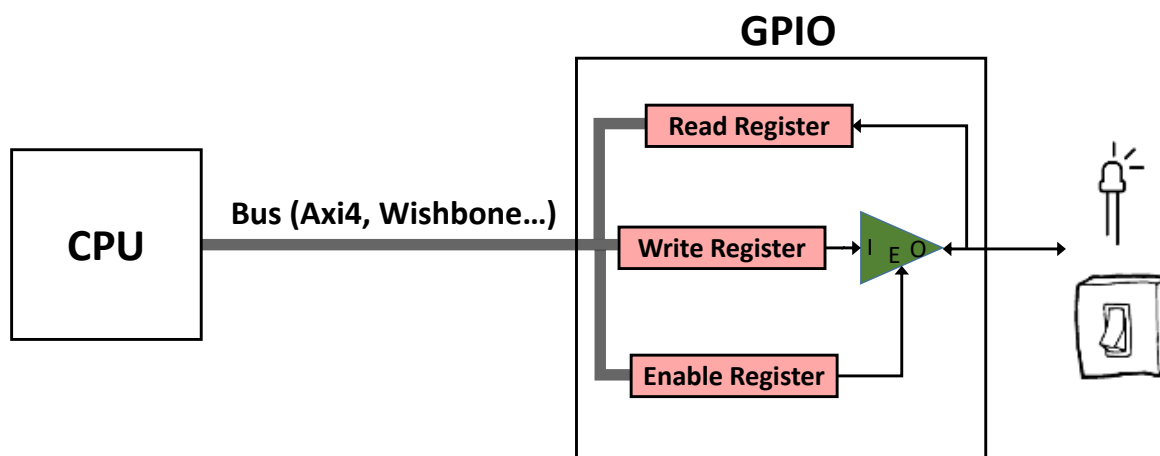 GPIO
Read Register
Bus (Axi4, Wishbone...)
CPU
Write Register
I E O
Enable Register